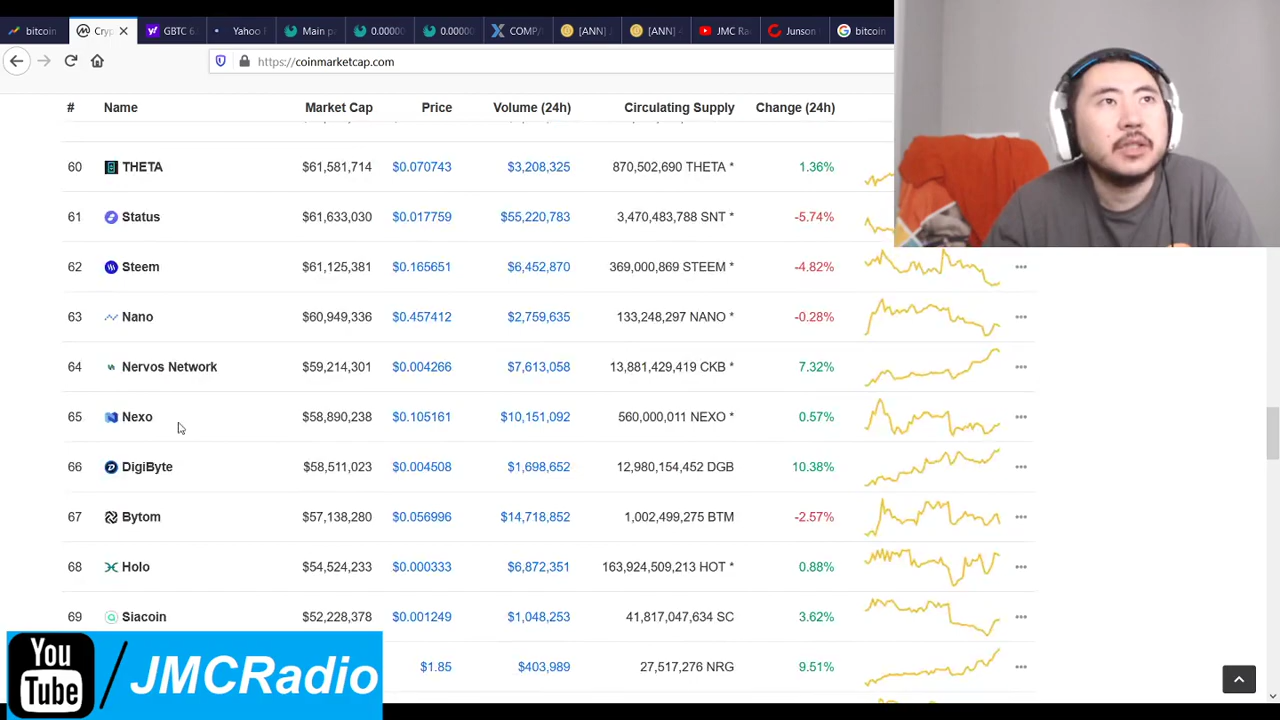 bitcoin
Cryp
GBTC 6.
Yahoo
Main p
0.00000
0.00000
COMP/
[ANN]
[ANN]
JMC Ra
Junson
bitcoin
https://coinmarketcap.com
# Name Market Cap Price Volume (24h) Circulating Supply Change (24h)
60 THETA $61,581,714 $0.070743 $3,208,325 870,502,690 THETA * 1.36%
61 Status $61,633,030 $0.017759 $55,220,783 3,470,483,788 SNT * -5.74%
62 Steem $61,125,381 $0.165651 $6,452,870 369,000,869 STEEM * -4.82%
63 Nano $60,949,336 $0.457412 $2,759,635 133,248,297 NANO * -0.28%
64 Nervos Network $59,214,301 $0.004266 $7,613,058 13,881,429,419 CKB * 7.32%
65 Nexo $58,890,238 $0.105161 $10,151,092 560,000,011 NEXO * 0.57%
66 DigiByte $58,511,023 $0.004508 $1,698,652 12,980,154,452 DGB 10.38%
67 Bytom $57,138,280 $0.056996 $14,718,852 1,002,499,275 BTM * -2.57%
68 Holo $54,524,233 $0.000333 $6,872,351 163,924,509,213 HOT * 0.88%
69 Siacoin $52,228,378 $0.001249 $1,048,253 41,817,047,634 SC 3.62%
$1.85 $403,989 27,517,276 NRG 9.51%
You
Tube
/JMCRadio